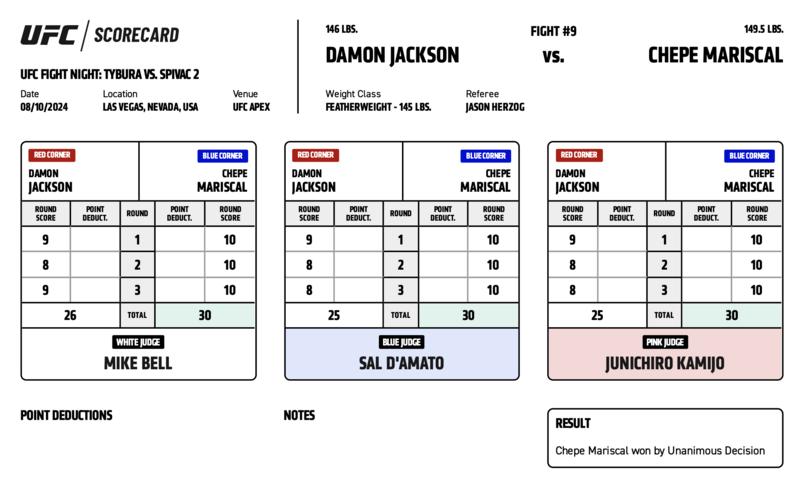 UFC / SCORECARD
UFC FIGHT NIGHT: TYBURA VS. SPIVAC 2
Date Location Venue
08/10/2024 LAS VEGAS, NEVADA, USA UFC APEX
146 LBS. FIGHT #9 149.5 LBS.
DAMON JACKSON vs. CHEPE MARISCAL
Weight Class Referee
FEATHERWEIGHT - 145 LBS. JASON HERZOG
RED CORNER BLUE CORNER
DAMON CHEPE
JACKSON MARISCAL
ROUND POINT ROUND POINT ROUND
SCORE DEDUCT. DEDUCT. SCORE
9 1 10
8 2 10
9 3 10
26 TOTAL 30
WHITE JUDGE
MIKE BELL
RED CORNER BLUE CORNER
DAMON CHEPE
JACKSON MARISCAL
ROUND POINT ROUND POINT ROUND
SCORE DEDUCT. DEDUCT. SCORE
9 1 10
8 2 10
8 3 10
25 TOTAL 30
BLUE JUDGE
SAL D'AMATO
RED CORNER BLUE CORNER
DAMON CHEPE
JACKSON MARISCAL
ROUND POINT ROUND POINT ROUND
SCORE DEDUCT. DEDUCT. SCORE
9 1 10
8 2 10
8 3 10
25 TOTAL 30
PINK JUDGE
JUNICHIRO KAMIJO
POINT DEDUCTIONS
NOTES
RESULT
Chepe Mariscal won by Unanimous Decision